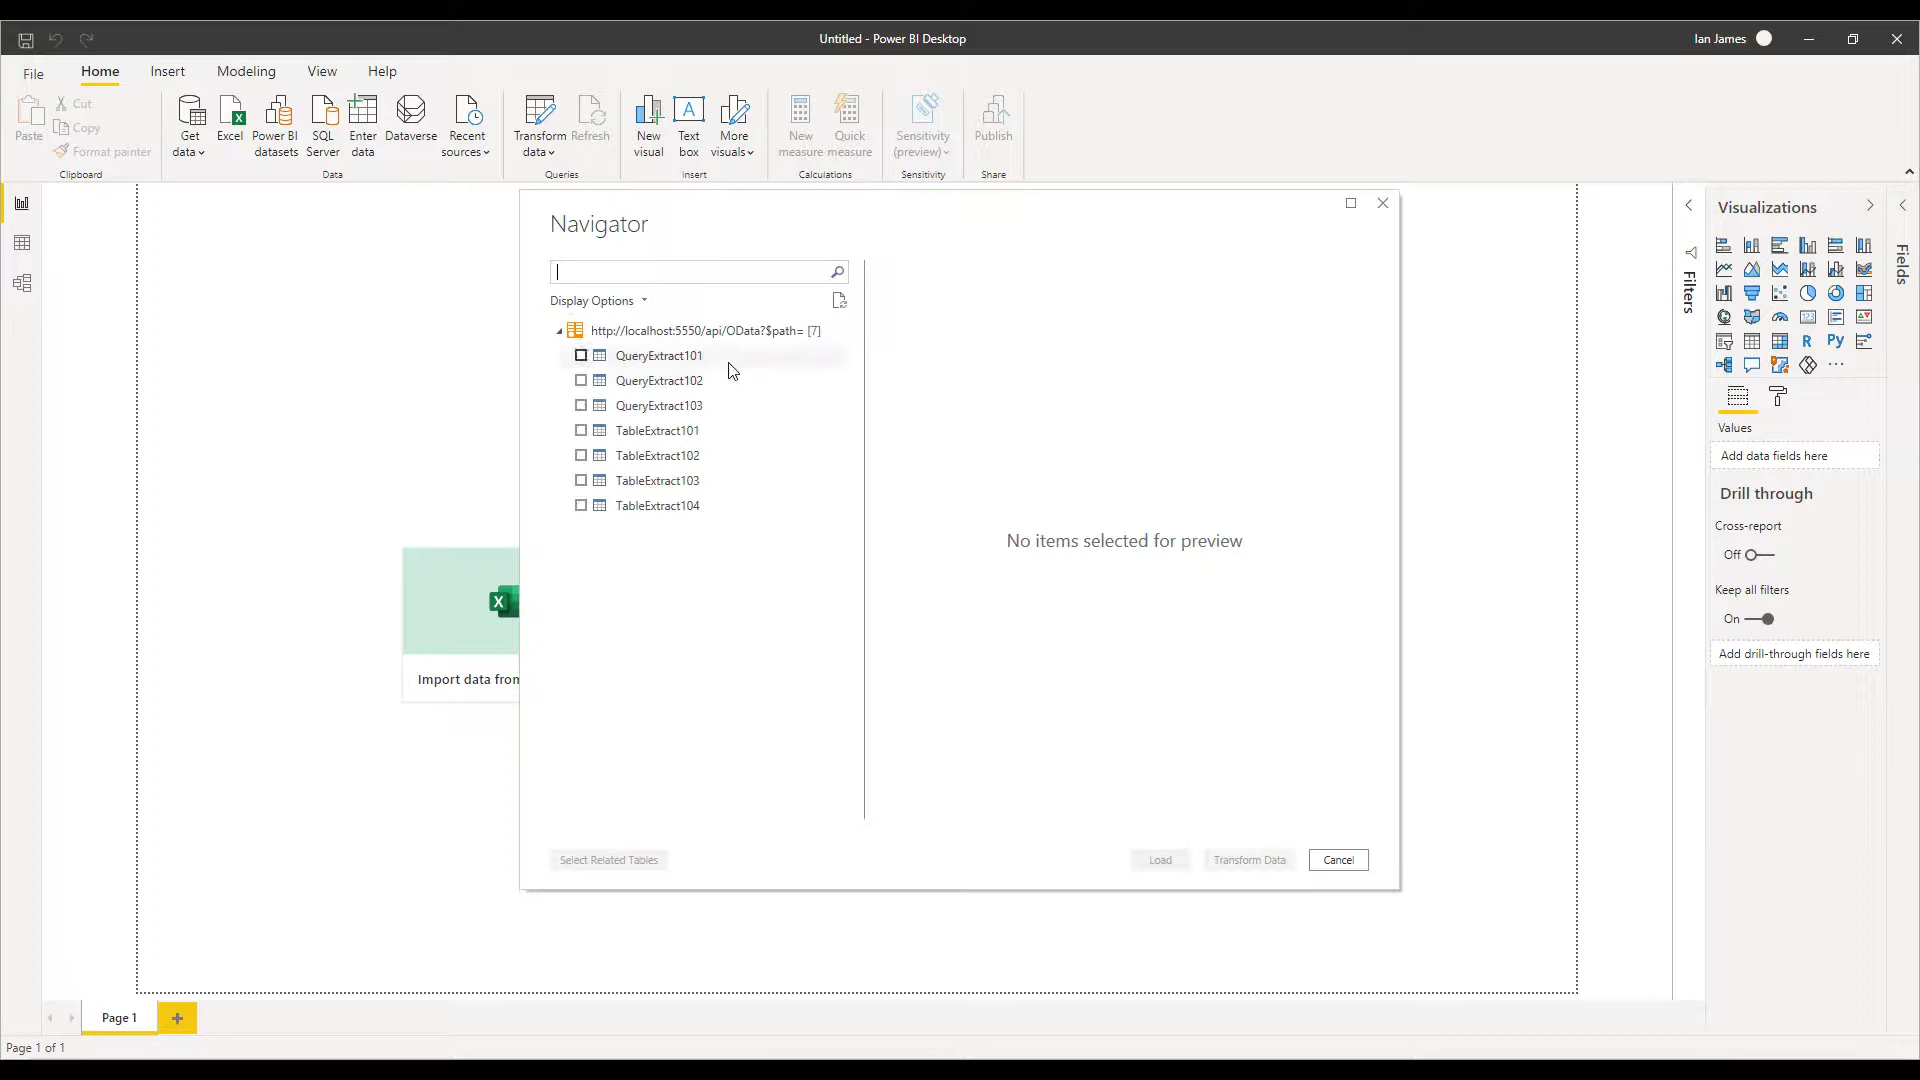 Untitled - Power BI Desktop
Ian James
File
Home
Insert
Modeling
View
Help
Paste
Cut
Copy
Format painter
Clipboard
Get data
Excel
Power BI datasets
SQL Server
Enter data
Dataverse
Recent sources
Data
Transform data
Refresh
Queries
New visual
A
Text box
More visuals
Insert
New measure
Quick measure
Calculations
Sensitivity (preview)
Sensitivity
Publish
Share
Navigator
Display Options
http://localhost:5550/api/OData?$path= [7]
QueryExtract101
QueryExtract102
QueryExtract103
TableExtract101
TableExtract102
TableExtract103
TableExtract104
No items selected for preview
Select Related Tables
Load
Transform Data
Cancel
X
Import data from
Filters
Visualizations
R
Py
Values
Add data fields here
Drill through
Cross-report
Off
Keep all filters
On
Add drill-through fields here
Fields
Page 1
Page 1 of 1